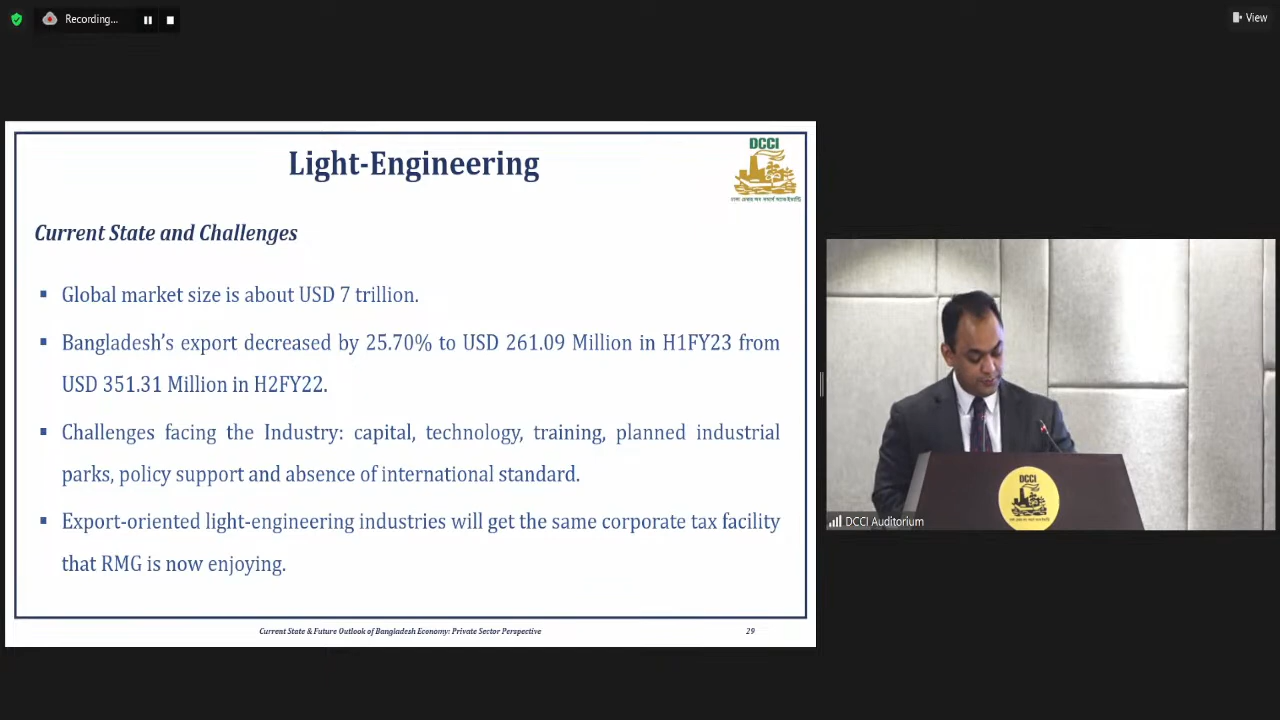 Recording...
View
Light-Engineering
DCCI
Current State and Challenges
▪ Global market size is about USD 7 trillion.
▪ Bangladesh’s export decreased by 25.70% to USD 261.09 Million in H1FY23 from
USD 351.31 Million in H2FY22.
▪ Challenges facing the Industry: capital, technology, training, planned industrial
parks, policy support and absence of international standard.
▪ Export-oriented light-engineering industries will get the same corporate tax facility
that RMG is now enjoying.
Current State & Future Outlook of Bangladesh Economy: Private Sector Perspective
29
DCCI
DCCI Auditorium